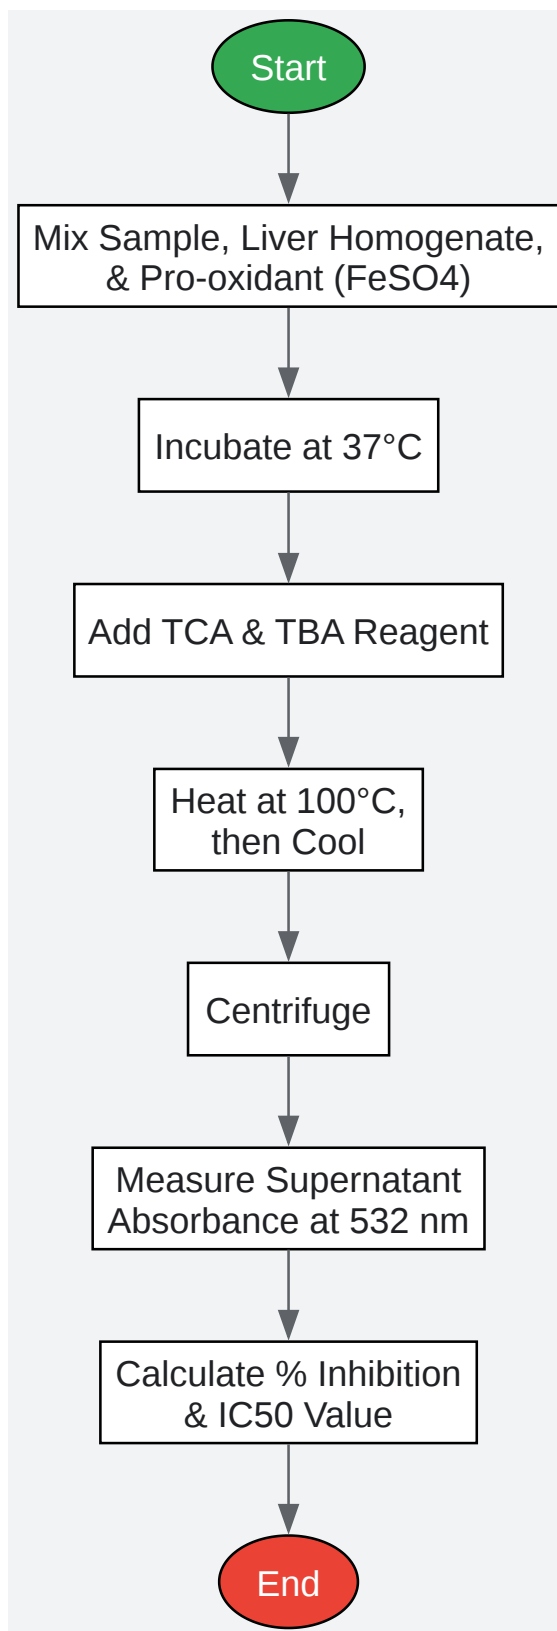 Start
Mix Sample, Liver Homogenate,
& Pro-oxidant (FeSO4)
Incubate at 37°C
Add TCA & TBA Reagent
Heat at 100°C,
then Cool
Centrifuge
Measure Supernatant
Absorbance at 532 nm
Calculate % Inhibition
& IC50 Value
End